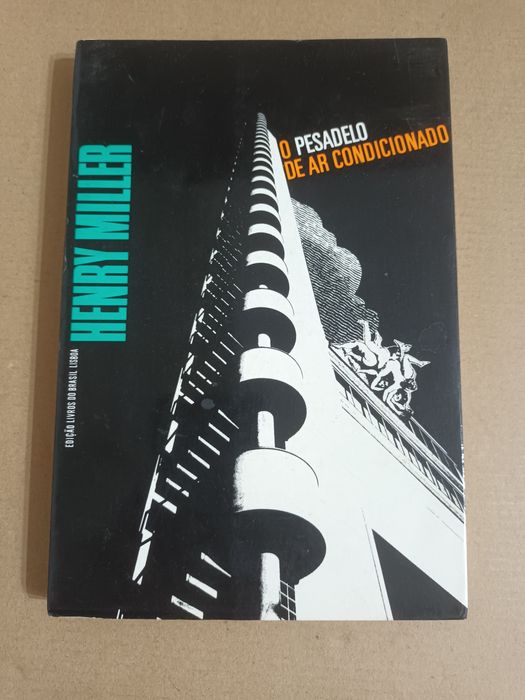 O PESADELO
DE AR CONDICIONADO
HENRY MILLER
EDIÇÃO LIVROS DO BRASIL LISBOA